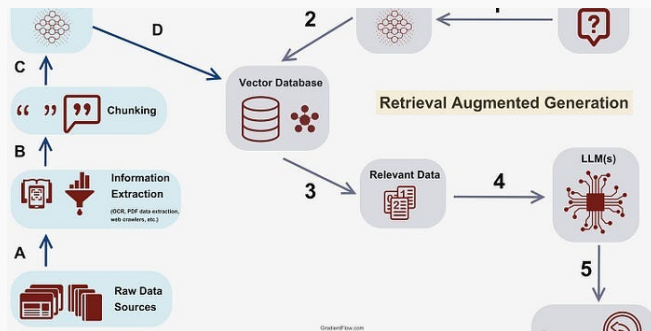 D
2
C
Vector Database
“ ” Chunking
Retrieval Augmented Generation
B
LLM(s)
Information
Extraction
(OCR, PDF data extraction,
web crawlers, etc.)
3
Relevant Data
4
A
5
Raw Data
Sources
GradientFlow.com